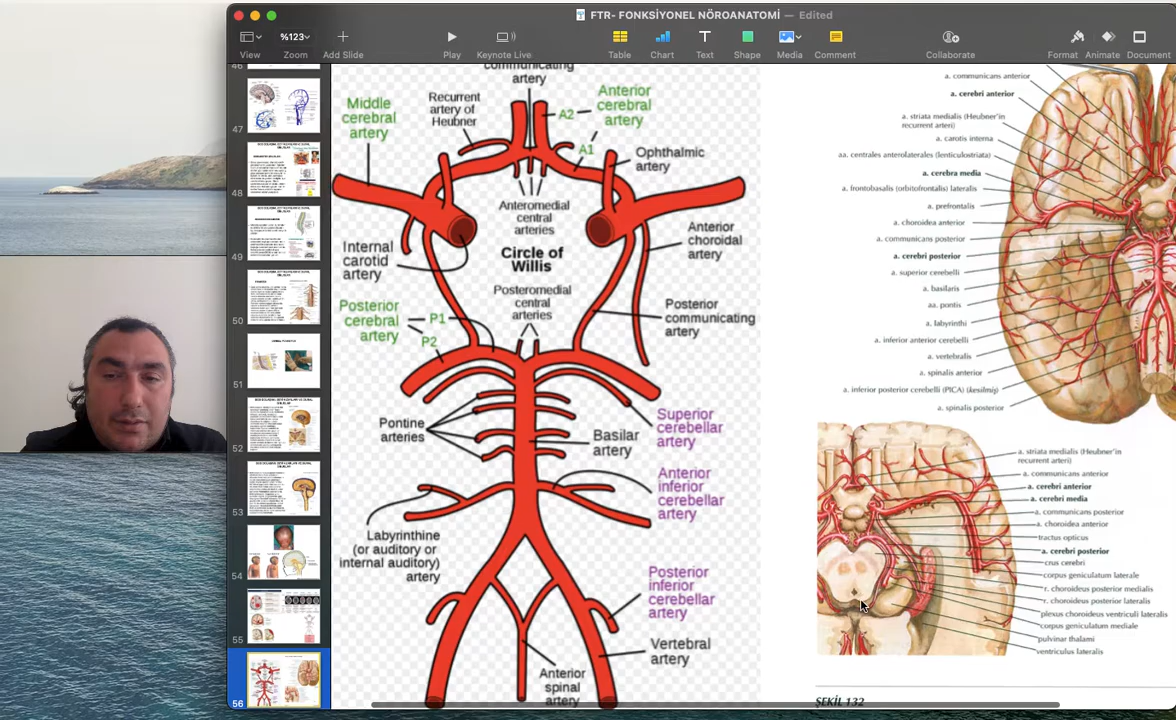 FTR- FONKSİYONEL NÖROANATOMİ — Edited
%123
View
Zoom
Add Slide
Play
Keynote Live
Table
Chart
Text
Shape
Media
Comment
Collaborate
Format
Animate
Document
46
47
48
49
50
51
52
53
54
55
56
communicating
artery
Middle
cerebral
artery
Recurrent
artery of
Heubner
A2
Anterior
cerebral
artery
A1
Ophthalmic
artery
Anteromedial
central
arteries
Internal
carotid
artery
Circle of
Willis
Anterior
choroidal
artery
Posteromedial
central
arteries
Posterior
cerebral
artery
P1
P2
Posterior
communicating
artery
Pontine
arteries
Basilar
artery
Superior
cerebellar
artery
Anterior
inferior
cerebellar
artery
Labyrinthine
(or auditory or
internal auditory)
artery
Posterior
inferior
cerebellar
artery
Vertebral
artery
Anterior
spinal
artery
a. communicans anterior
a. cerebri anterior
a. striata medialis (Heubner'in
recurrent arteri)
a. carotis interna
aa. centrales anterolaterales (lenticulostriata)
a. cerebra media
a. frontobasalis (orbitofrontalis) lateralis
a. prefrontalis
a. choroidea anterior
a. communicans posterior
a. cerebri posterior
a. superior cerebelli
a. basilaris
aa. pontis
a. labyrinthi
a. inferior anterior cerebelli
a. vertebralis
a. spinalis anterior
a. inferior posterior cerebelli (PICA) (kesilmiş)
a. spinalis posterior
a. striata medialis (Heubner'in
recurrent arteri)
a. communicans anterior
a. cerebri anterior
a. cerebri media
a. communicans posterior
a. choroidea anterior
tractus opticus
a. cerebri posterior
crus cerebri
corpus geniculatum laterale
r. choroideus posterior medialis
r. choroideus posterior lateralis
plexus choroideus ventriculi lateralis
corpus geniculatum mediale
pulvinar thalami
ventriculus lateralis
ŞEKİL 132